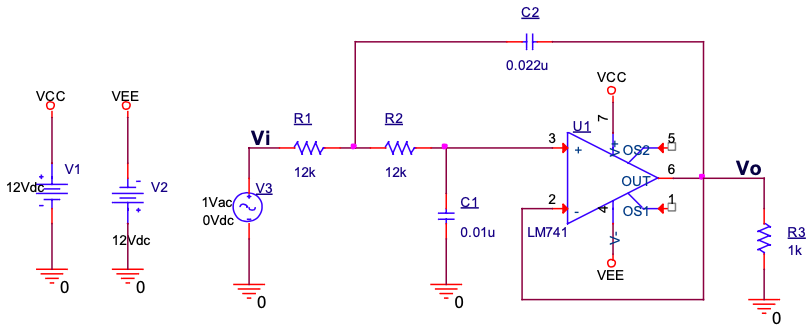 C2
0.022u
VCC
VEE
V1
12Vdc
V2
12Vdc
0
0
Vi
R1
12k
R2
12k
V3
1Vac
0Vdc
0
C1
0.01u
0
VCC
U1
7
3
+
V+
OS2
5
OUT
6
2
-
4
V-
OS1
1
LM741
VEE
Vo
R3
1k
0